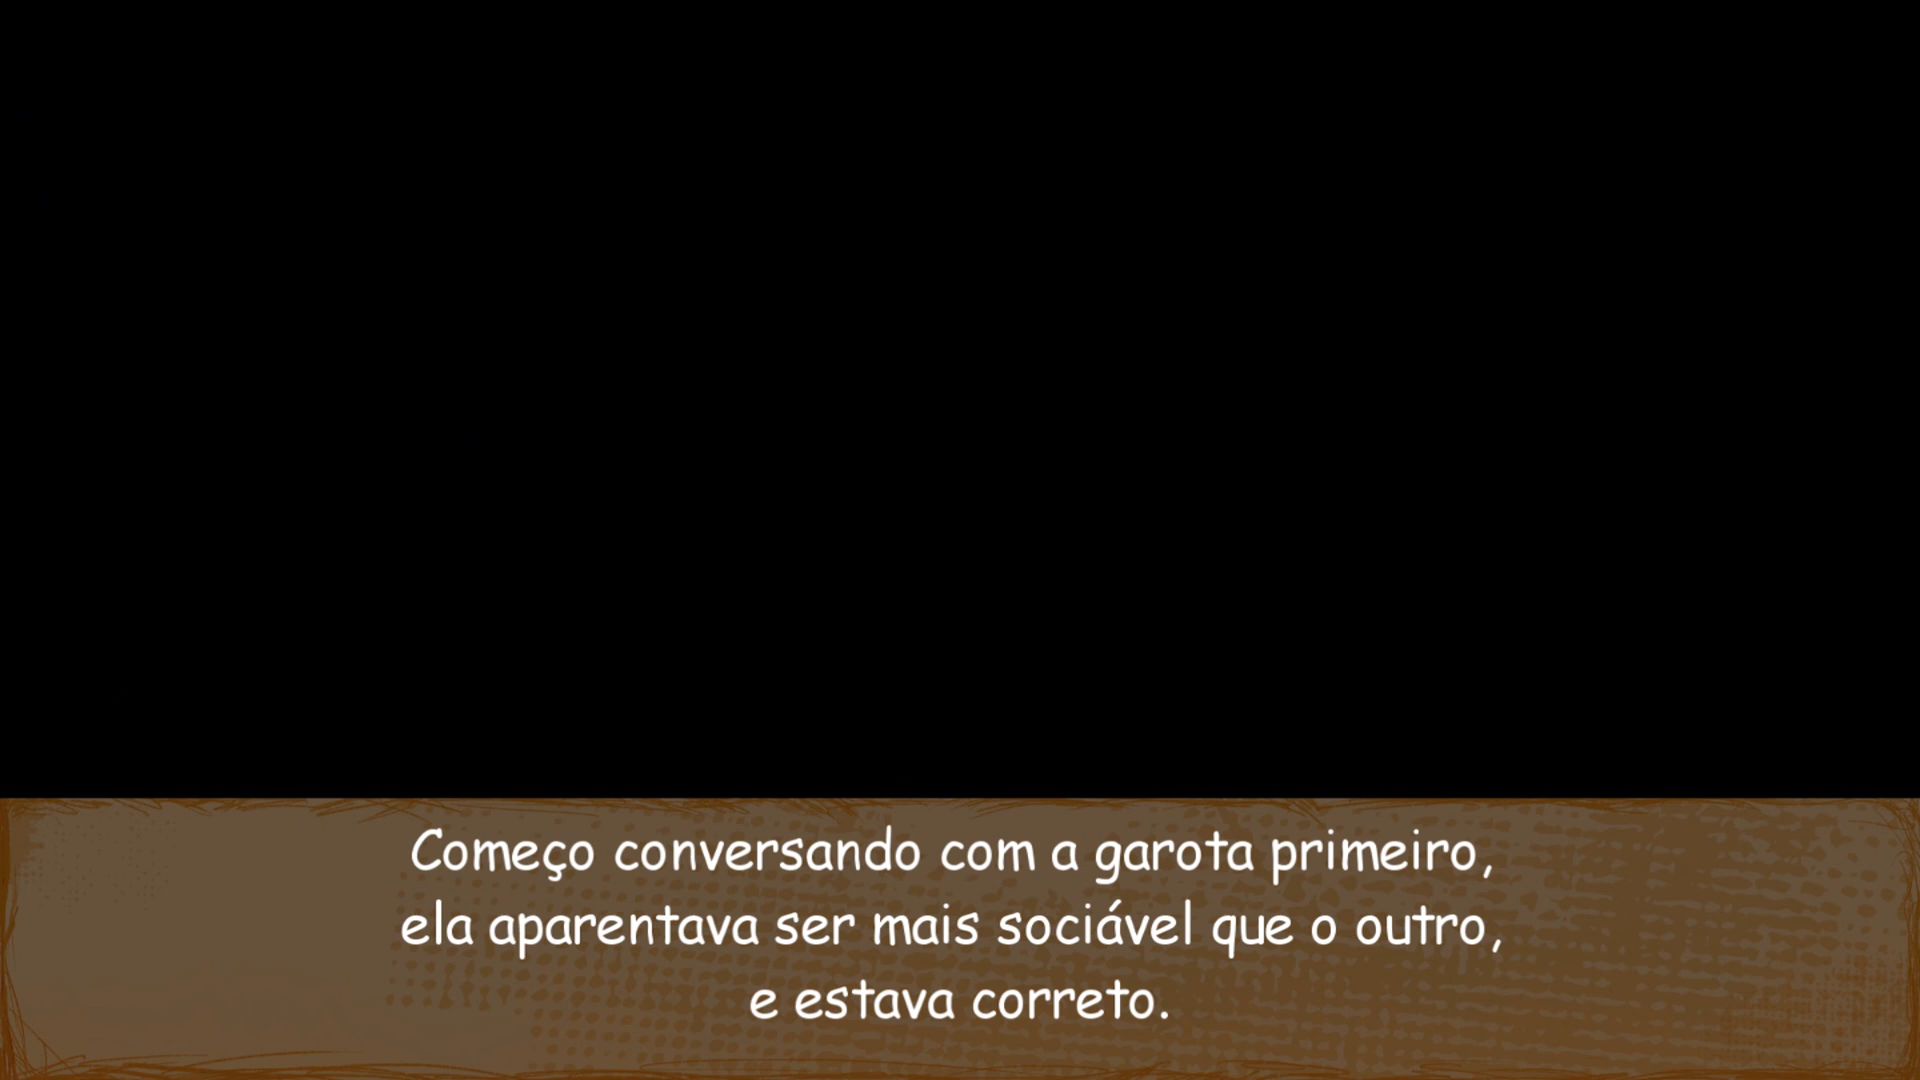 Começo conversando com a garota primeiro,
ela aparentava ser mais sociável que o outro,
e estava correto.